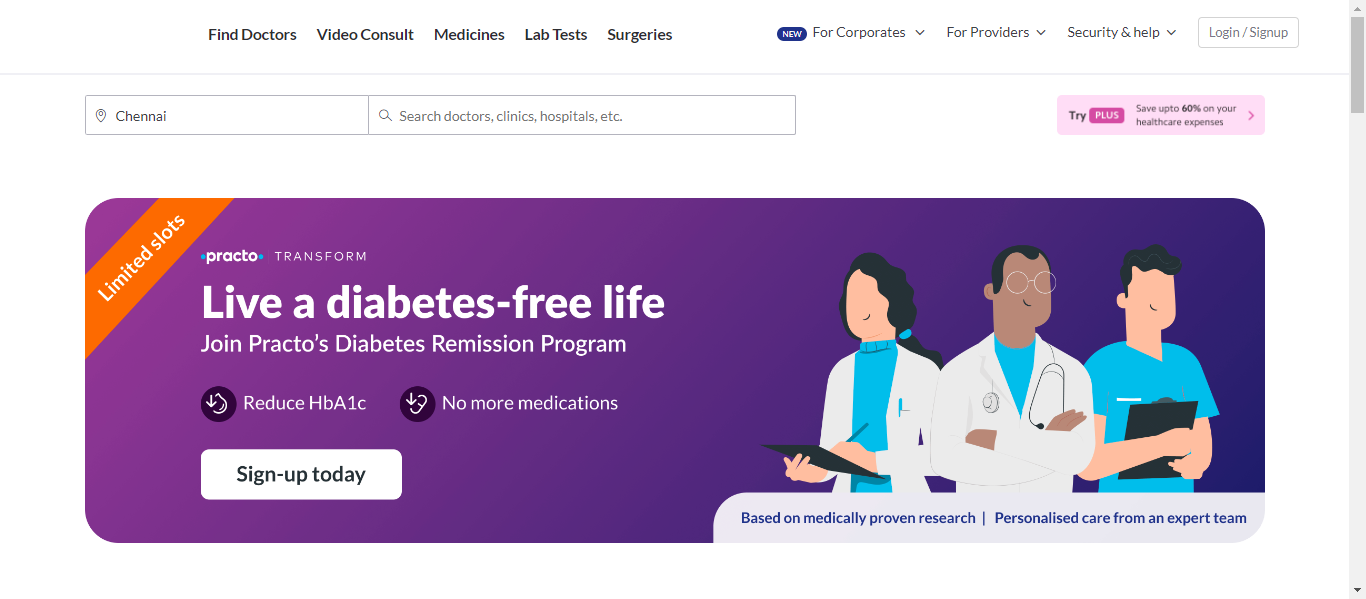 Find Doctors Video Consult Medicines Lab Tests Surgeries NEW For Corporates For Providers Security & help Login / Signup
Chennai Search doctors, clinics, hospitals, etc.
Try PLUS Save upto 60% on your
healthcare expenses
Limited slots
practo TRANSFORM
Live a diabetes-free life
Join Practo's Diabetes Remission Program
Reduce HbA1c No more medications
Sign-up today
Based on medically proven research | Personalised care from an expert team